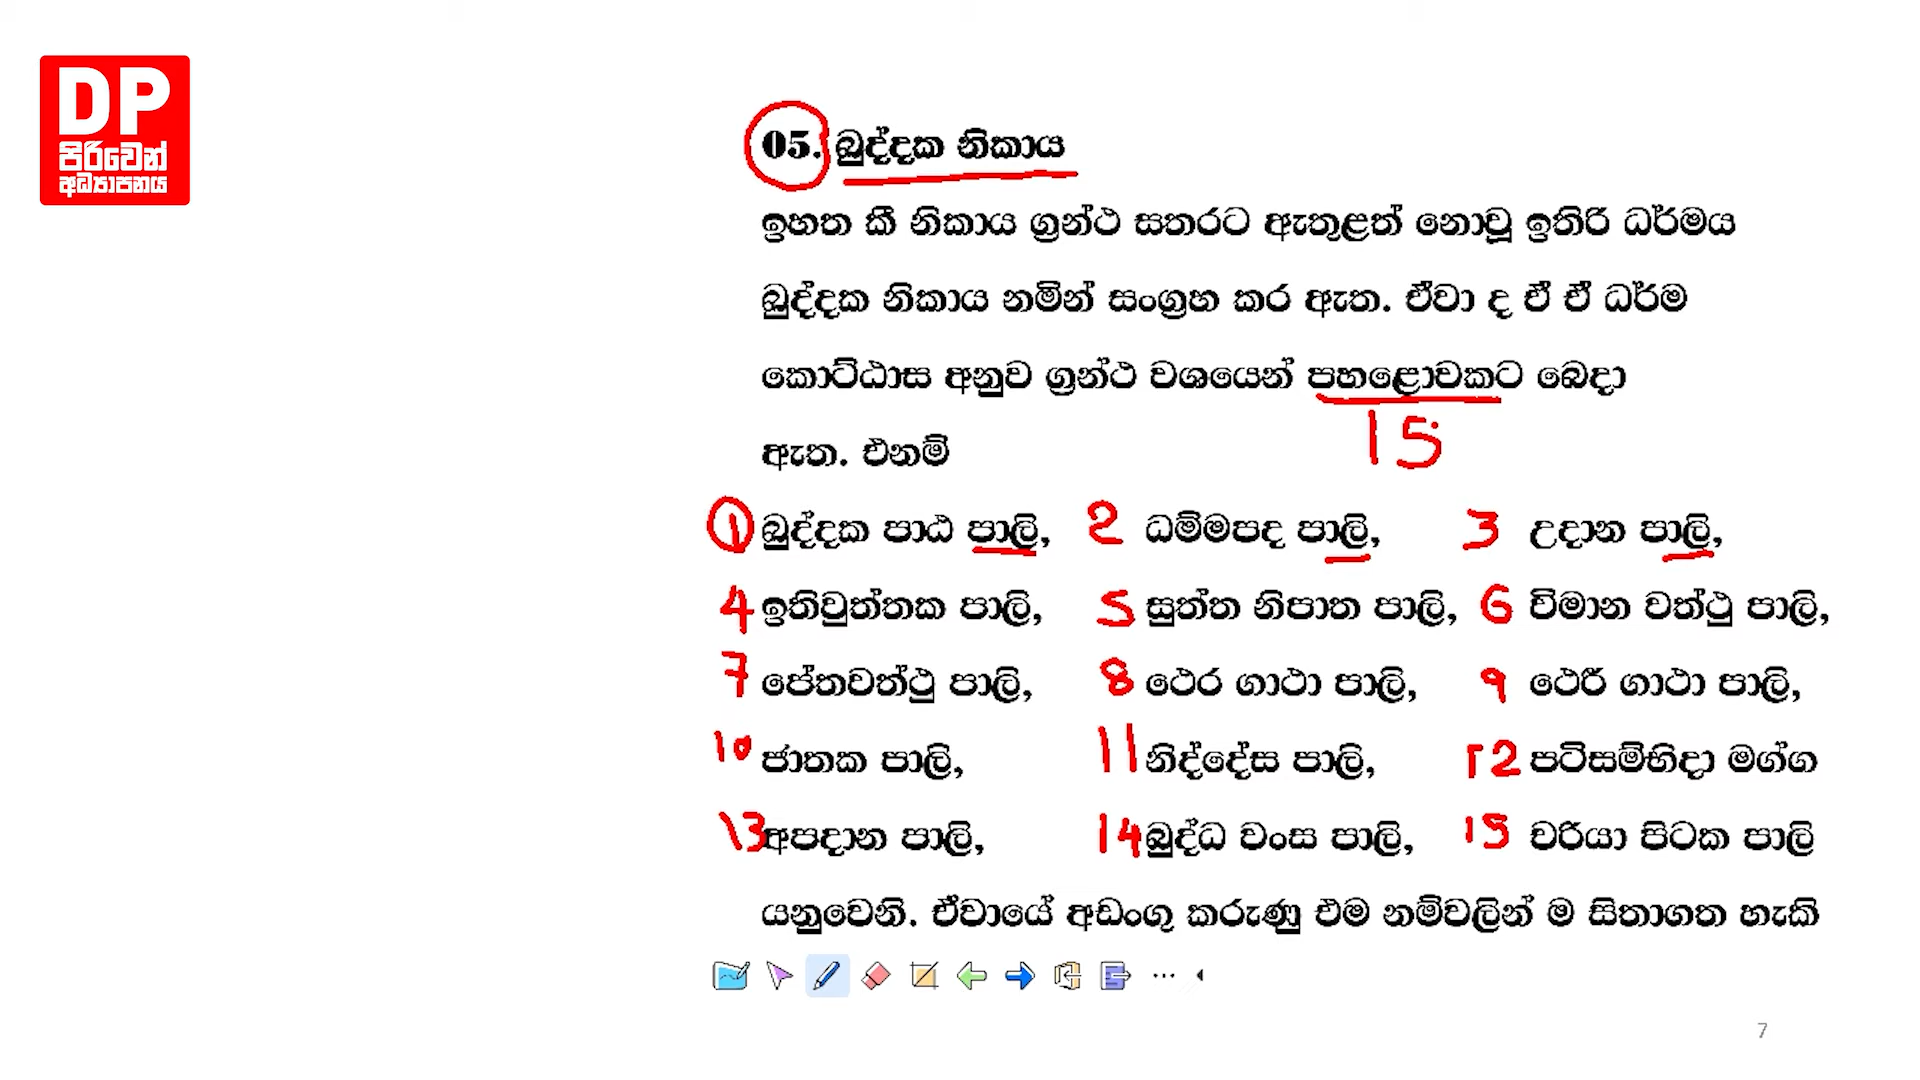 DP
පිරිවෙන්
අධ්‍යාපනය
05. ඛුද්දක නිකාය
ඉහත කී නිකාය ග්‍රන්ථ සතරට ඇතුළත් නොවූ ඉතිරි ධර්මය
ඛුද්දක නිකාය නමින් සංග්‍රහ කර ඇත. ඒවා ද ඒ ඒ ධර්ම
කොට්ඨාස අනුව ග්‍රන්ථ වශයෙන් පහළොවකට බෙදා
15
ඇත. එනම්
1 ඛුද්දක පාඨ පාලි, 2 ධම්මපද පාලි, 3 උදාන පාලි,
4 ඉතිවුත්තක පාලි, 5 සුත්ත නිපාත පාලි, 6 විමාන වත්ථු පාලි,
7 ප්‍රේතවත්ථු පාලි, 8 ථෙර ගාථා පාලි, 9 ථෙරී ගාථා පාලි,
10 ජාතක පාලි, 11 නිද්දේස පාලි, 12 පටිසම්භිදා මග්ග
13 අපදාන පාලි, 14 බුද්ධ වංස පාලි, 15 චරියා පිටක පාලි
යනුවෙනි. ඒවායේ අඩංගු කරුණු එම නම්වලින් ම සිතාගත හැකි
7